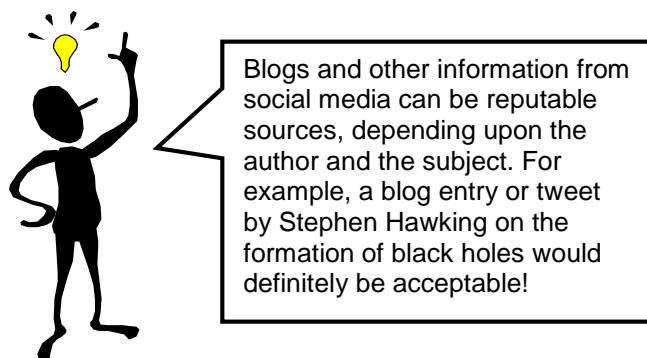 Blogs and other information from
social media can be reputable
sources, depending upon the
author and the subject. For
example, a blog entry or tweet
by Stephen Hawking on the
formation of black holes would
definitely be acceptable!